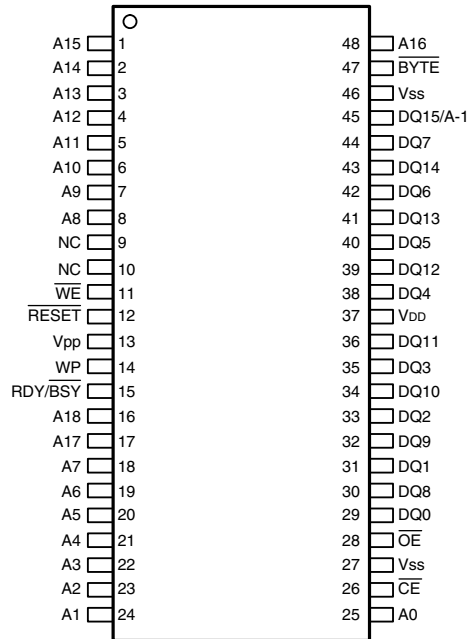 A15 1 48 A16
A14 2 47 BYTE
A13 3 46 Vss
A12 4 45 DQ15/A-1
A11 5 44 DQ7
A10 6 43 DQ14
A9 7 42 DQ6
A8 8 41 DQ13
NC 9 40 DQ5
NC 10 39 DQ12
WE 11 38 DQ4
RESET 12 37 VDD
Vpp 13 36 DQ11
WP 14 35 DQ3
RDY/BSY 15 34 DQ10
A18 16 33 DQ2
A17 17 32 DQ9
A7 18 31 DQ1
A6 19 30 DQ8
A5 20 29 DQ0
A4 21 28 OE
A3 22 27 Vss
A2 23 26 CE
A1 24 25 A0